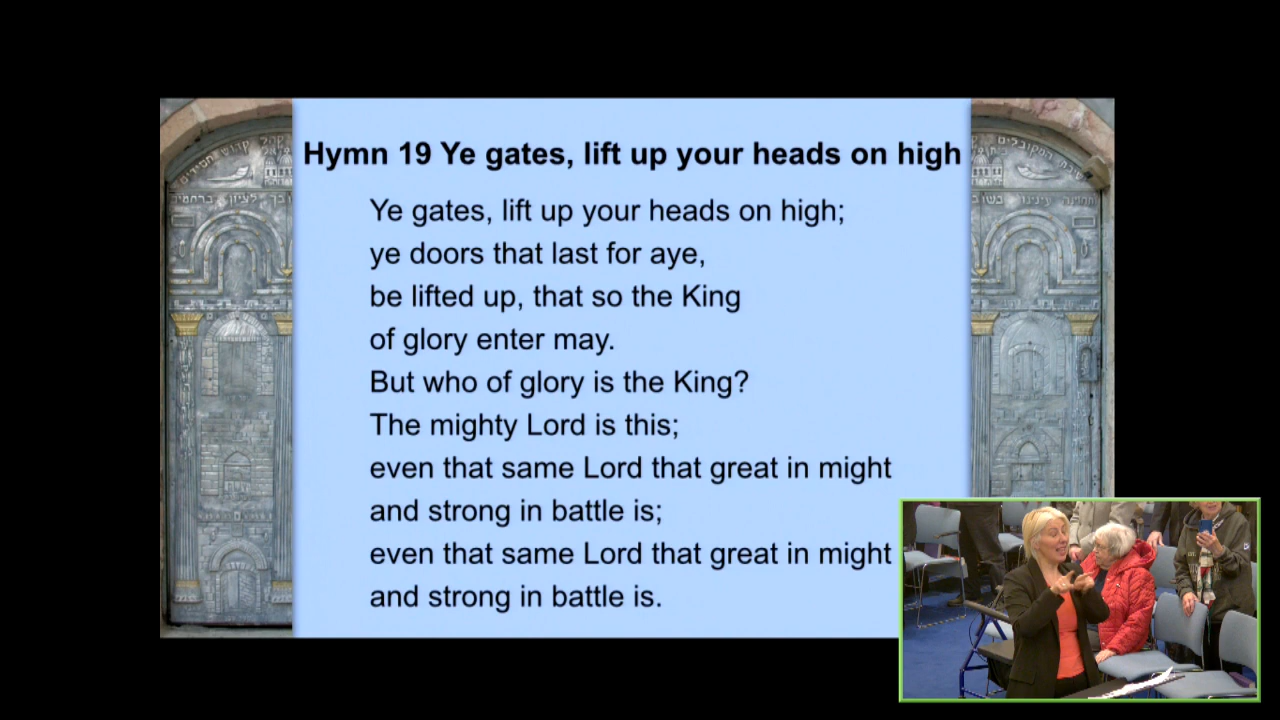 Hymn 19 Ye gates, lift up your heads on high
Ye gates, lift up your heads on high;
ye doors that last for aye,
be lifted up, that so the King
of glory enter may.
But who of glory is the King?
The mighty Lord is this;
even that same Lord that great in might
and strong in battle is;
even that same Lord that great in might
and strong in battle is.